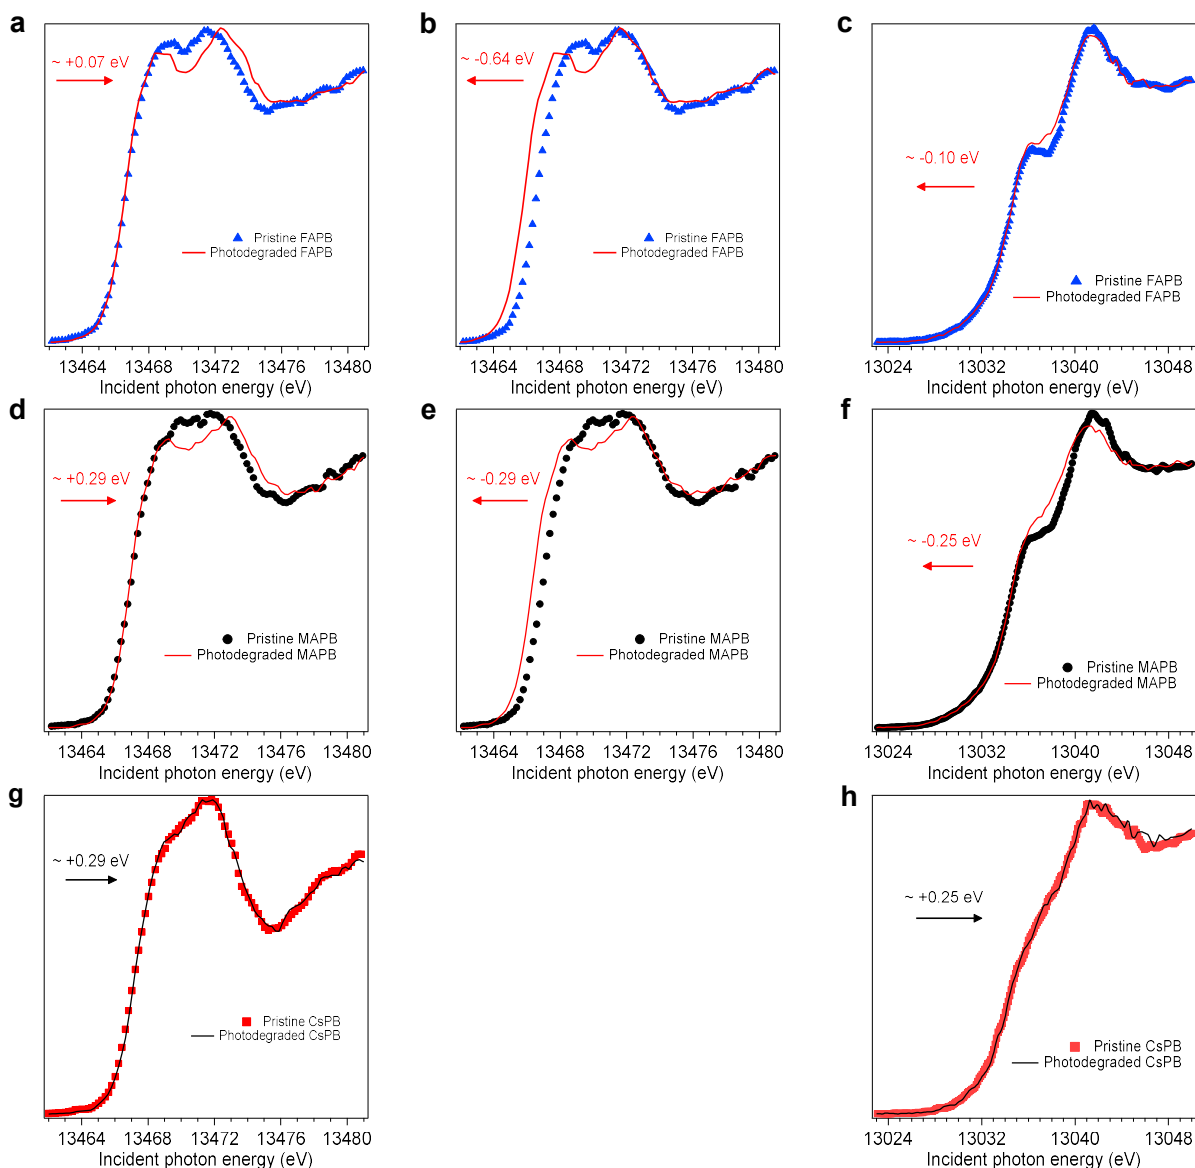 a
~ +0.07 eV
Pristine FAPB
Photodegraded FAPB
13464 13468 13472 13476 13480
Incident photon energy (eV)
b
~ -0.64 eV
Pristine FAPB
Photodegraded FAPB
13464 13468 13472 13476 13480
Incident photon energy (eV)
c
~ -0.10 eV
Pristine FAPB
Photodegraded FAPB
13024 13032 13040 13048
Incident photon energy (eV)
d
~ +0.29 eV
Pristine MAPB
Photodegraded MAPB
13464 13468 13472 13476 13480
Incident photon energy (eV)
e
~ -0.29 eV
Pristine MAPB
Photodegraded MAPB
13464 13468 13472 13476 13480
Incident photon energy (eV)
f
~ -0.25 eV
Pristine MAPB
Photodegraded MAPB
13024 13032 13040 13048
Incident photon energy (eV)
g
~ +0.29 eV
Pristine CsPB
Photodegraded CsPB
13464 13468 13472 13476 13480
Incident photon energy (eV)
h
~ +0.25 eV
Pristine CsPB
Photodegraded CsPB
13024 13032 13040 13048
Incident photon energy (eV)